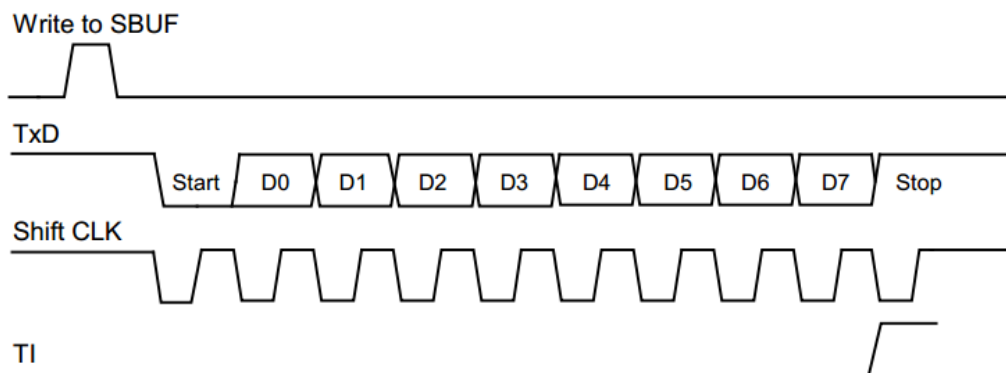 Write to SBUF
TxD
Start D0 D1 D2 D3 D4 D5 D6 D7 Stop
Shift CLK
TI